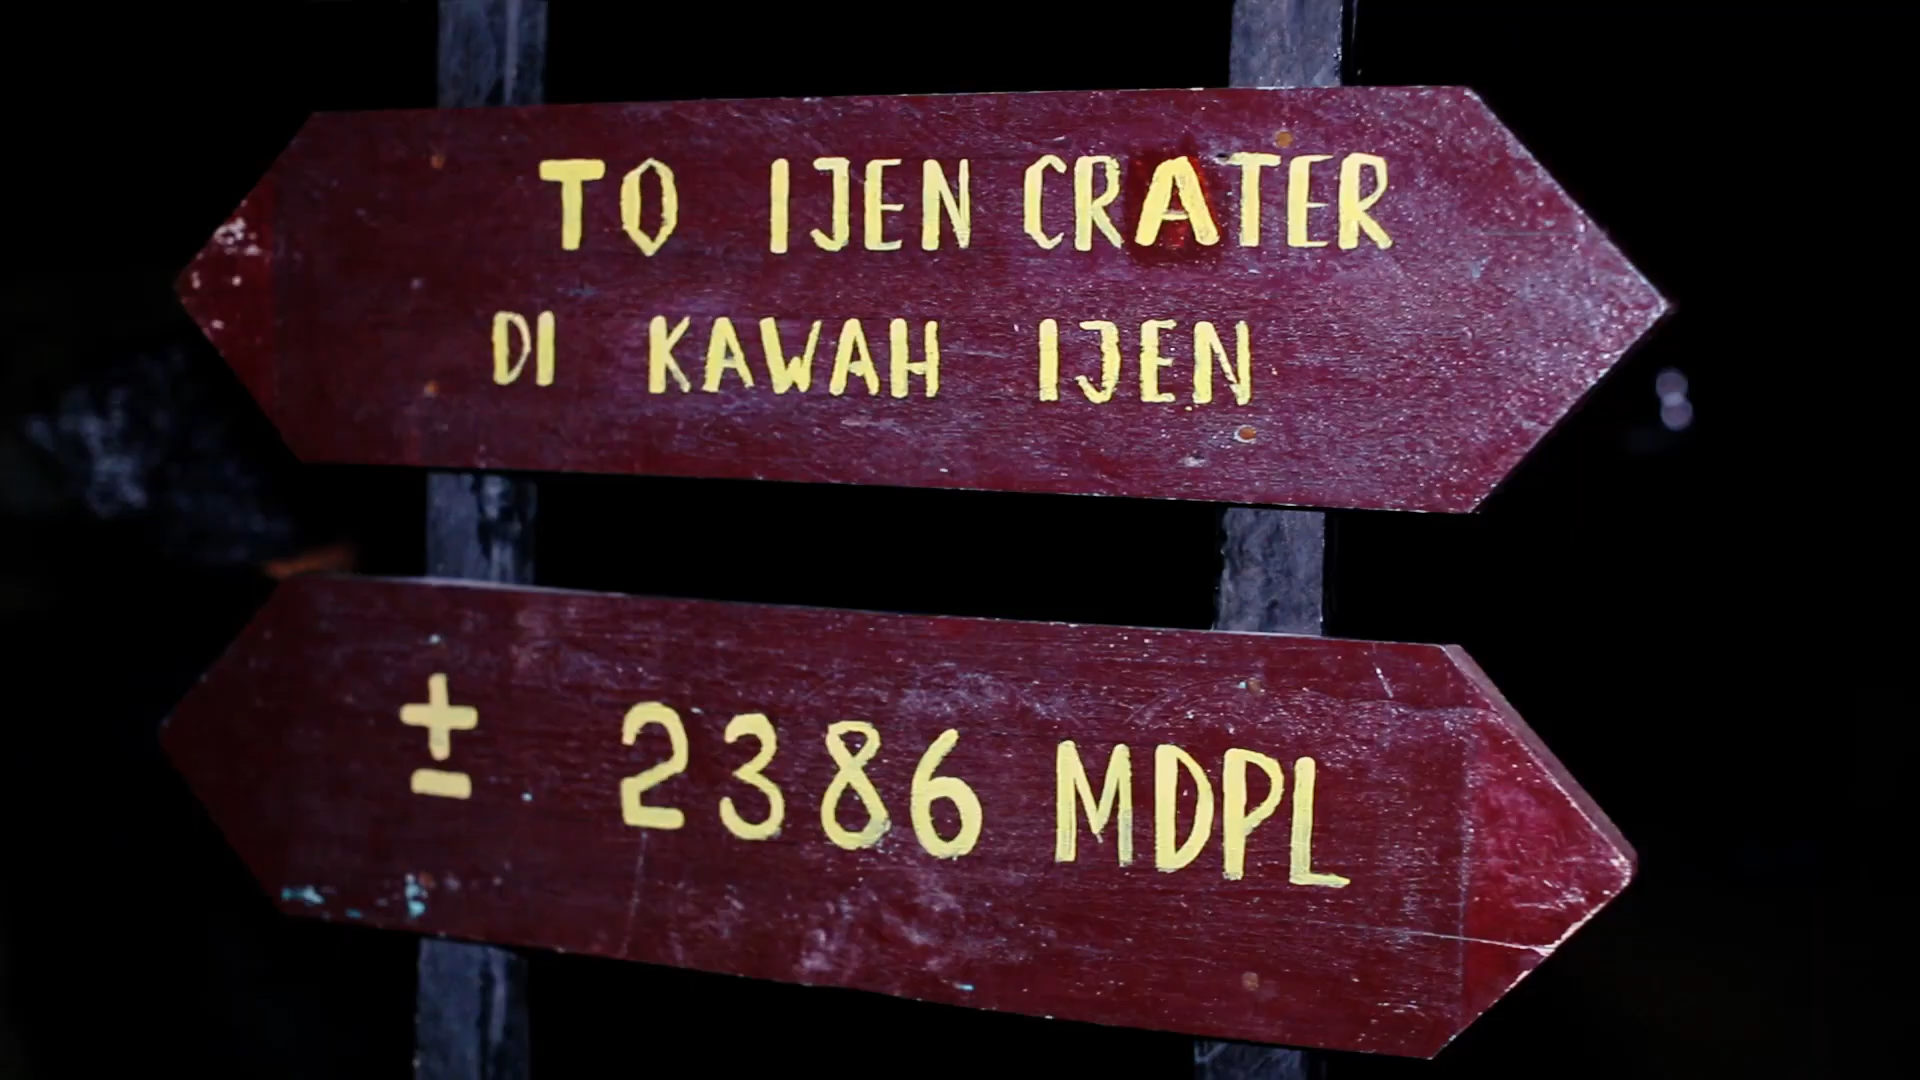 TO IJEN CRATER
DI KAWAH IJEN
± 2386 MDPL